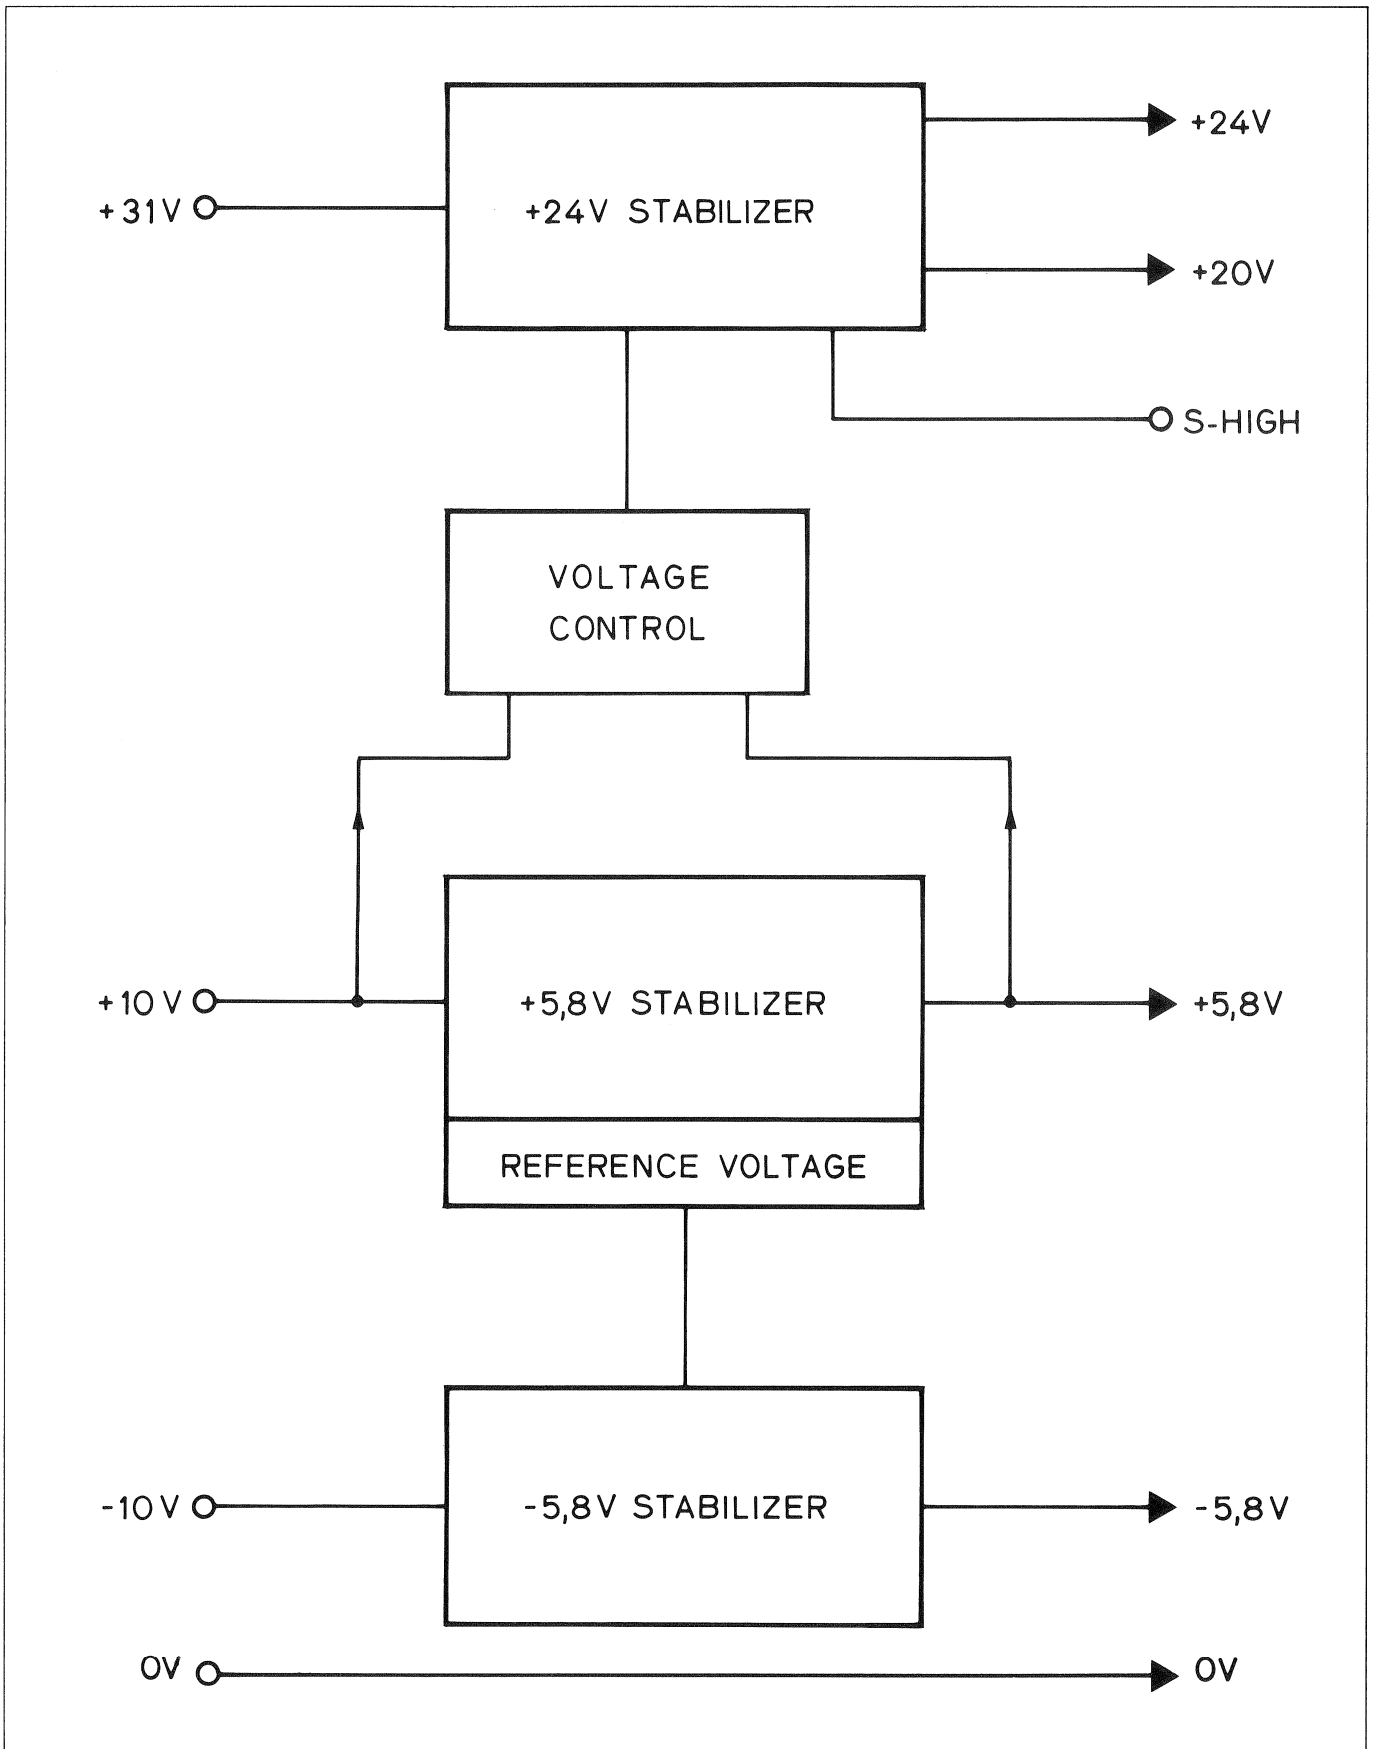 +24V
+31V
+24V STABILIZER
+20V
S-HIGH
VOLTAGE
CONTROL
+10V
+5,8V STABILIZER
+5,8V
REFERENCE VOLTAGE
-10V
-5,8V STABILIZER
-5,8V
0V
0V